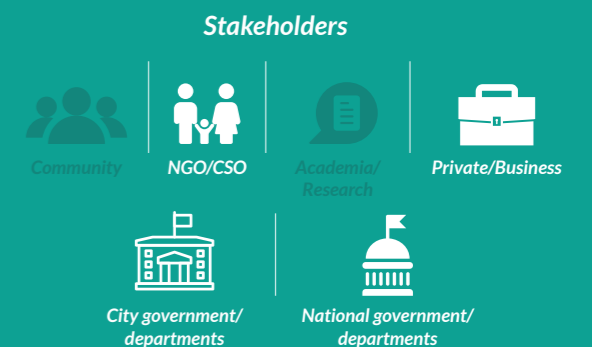 Stakeholders
Community
NGO/CSO
Academia/
Research
Private/Business
City government/
departments
National government/
departments